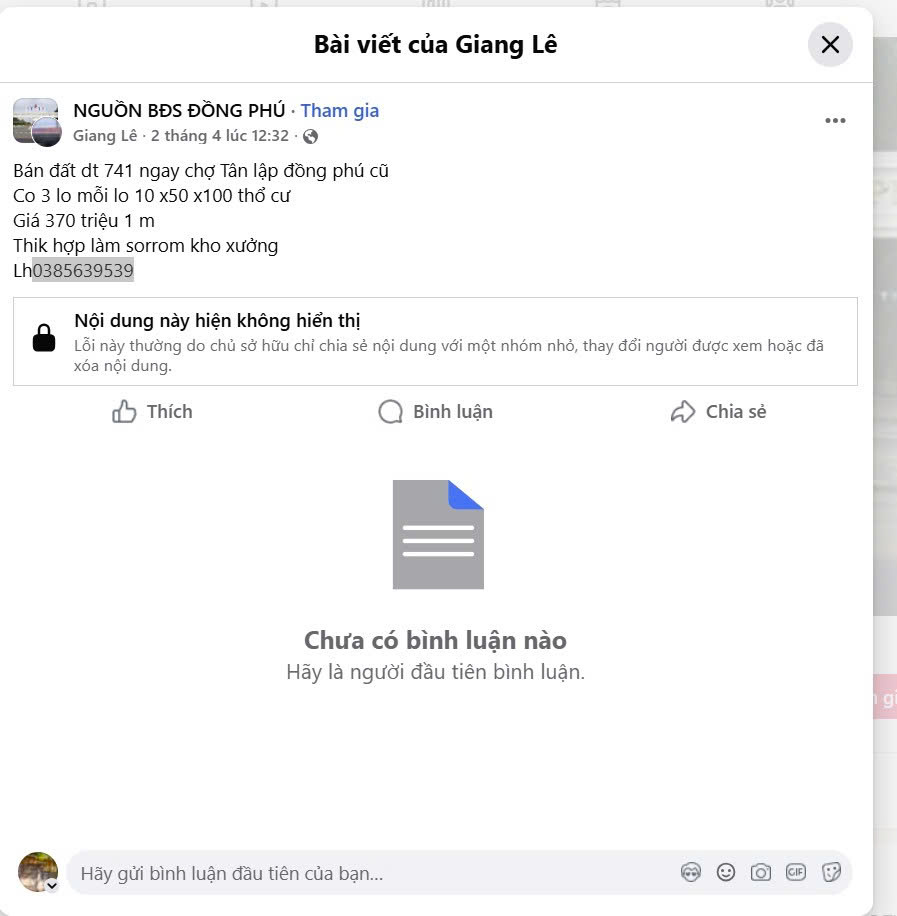 Bài viết của Giang Lê
NGUỒN BĐS ĐỒNG PHÚ · Tham gia
Giang Lê · 2 tháng 4 lúc 12:32 ·
Bán đất dt 741 ngay chợ Tân lập đồng phú cũ
Co 3 lo mỗi lo 10 x50 x100 thổ cư
Giá 370 triệu 1 m
Thik hợp làm sorrom kho xưởng
Lh0385639539
Nội dung này hiện không hiển thị
Lỗi này thường do chủ sở hữu chỉ chia sẻ nội dung với một nhóm nhỏ, thay đổi người được xem hoặc đã
xóa nội dung.
Thích
Bình luận
Chia sẻ
Chưa có bình luận nào
Hãy là người đầu tiên bình luận.
Hãy gửi bình luận đầu tiên của bạn...
GIF